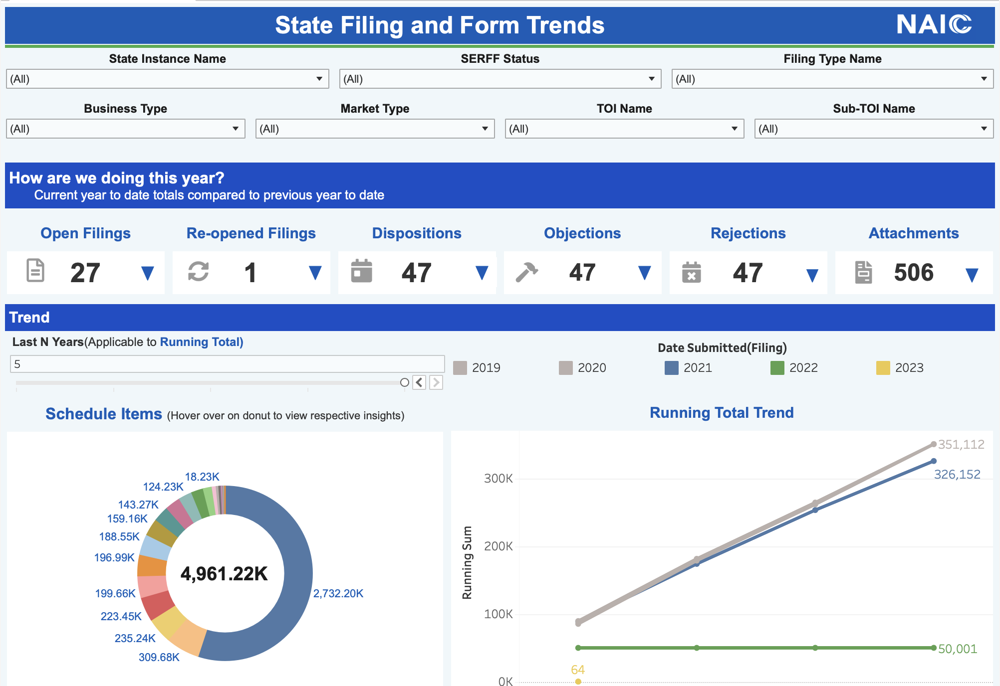 State Filing and Form Trends
NAIC
State Instance Name
SERFF Status
Filing Type Name
(All)
(All)
(All)
Business Type
Market Type
TOI Name
Sub-TOI Name
(All)
(All)
(All)
(All)
How are we doing this year?
Current year to date totals compared to previous year to date
Open Filings
Re-opened Filings
Dispositions
Objections
Rejections
Attachments
27
1
47
47
47
506
Trend
Last N Years(Applicable to Running Total)
5
Date Submitted(Filing)
2019
2020
2021
2022
2023
Schedule Items (Hover over on donut to view respective insights)
18.23K
124.23K
143.27K
159.16K
188.55K
196.99K
199.66K
223.45K
235.24K
309.68K
2,732.20K
4,961.22K
Running Total Trend
Running Sum
300K
200K
100K
0K
351,112
326,152
50,001
64